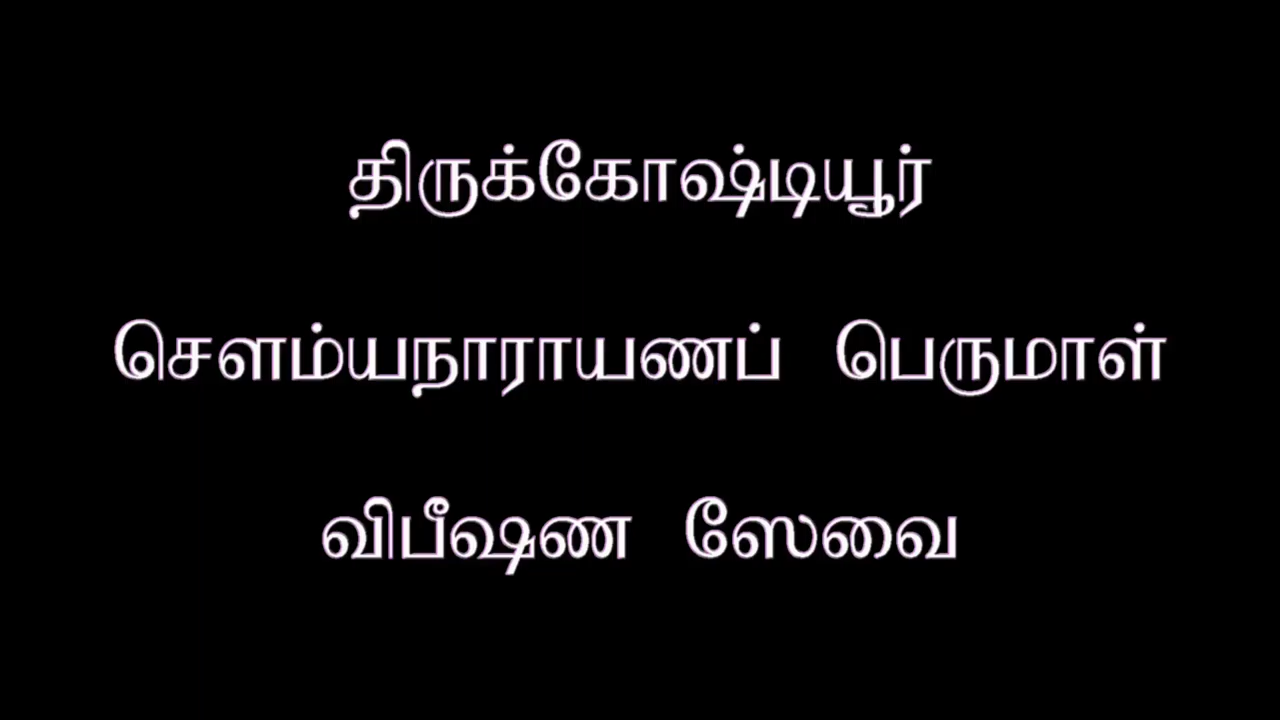 திருக்கோஷ்டியூர்
சௌம்யநாராயணப் பெருமாள்
விபீஷண ஸேவை